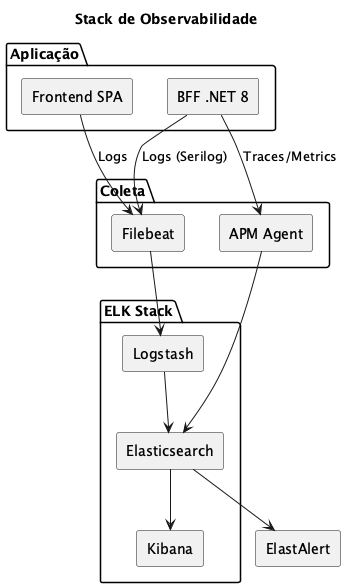 Stack de Observabilidade
Aplicação
Frontend SPA
BFF .NET 8
Logs
Logs (Serilog)
Traces/Metrics
Coleta
Filebeat
APM Agent
ELK Stack
Logstash
Elasticsearch
Kibana
ElastAlert